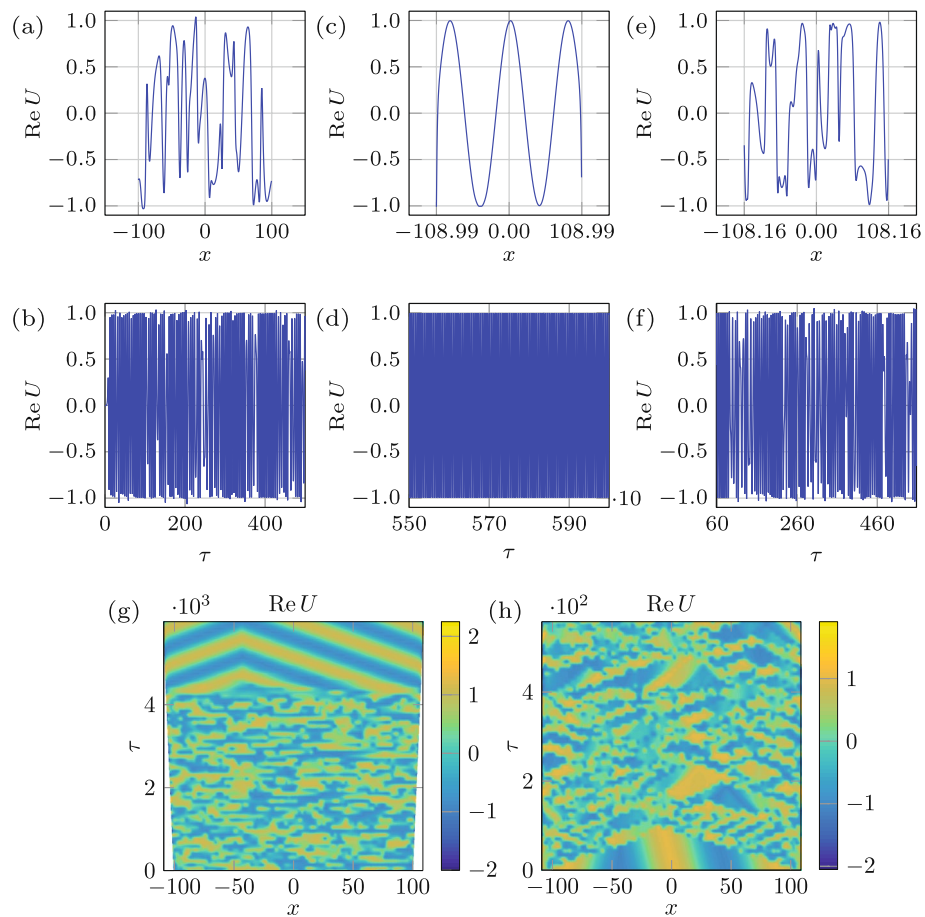 (a) (c) (e)
1.0 1.0 1.0
0.5 0.5 0.5
Re U 0.0 Re U 0.0 Re U 0.0
−0.5 −0.5 −0.5
−1.0 −1.0 −1.0
−100 0 100 −108.99 0.00 108.99 −108.16 0.00 108.16
x x x
(b) (d) (f)
1.0 1.0 1.0
0.5 0.5 0.5
Re U 0.0 Re U 0.0 Re U 0.0
−0.5 −0.5 −0.5
−1.0 −1.0 ·10 −1.0
0 200 400 550 570 590 60 260 460
τ τ τ
(g) ·10³ Re U (h) ·10² Re U
2
4 1 4 1
τ 0 τ 0
2 −1 2 −1
0 −2 0 −2
−100 −50 0 50 100 −100 −50 0 50 100
x x